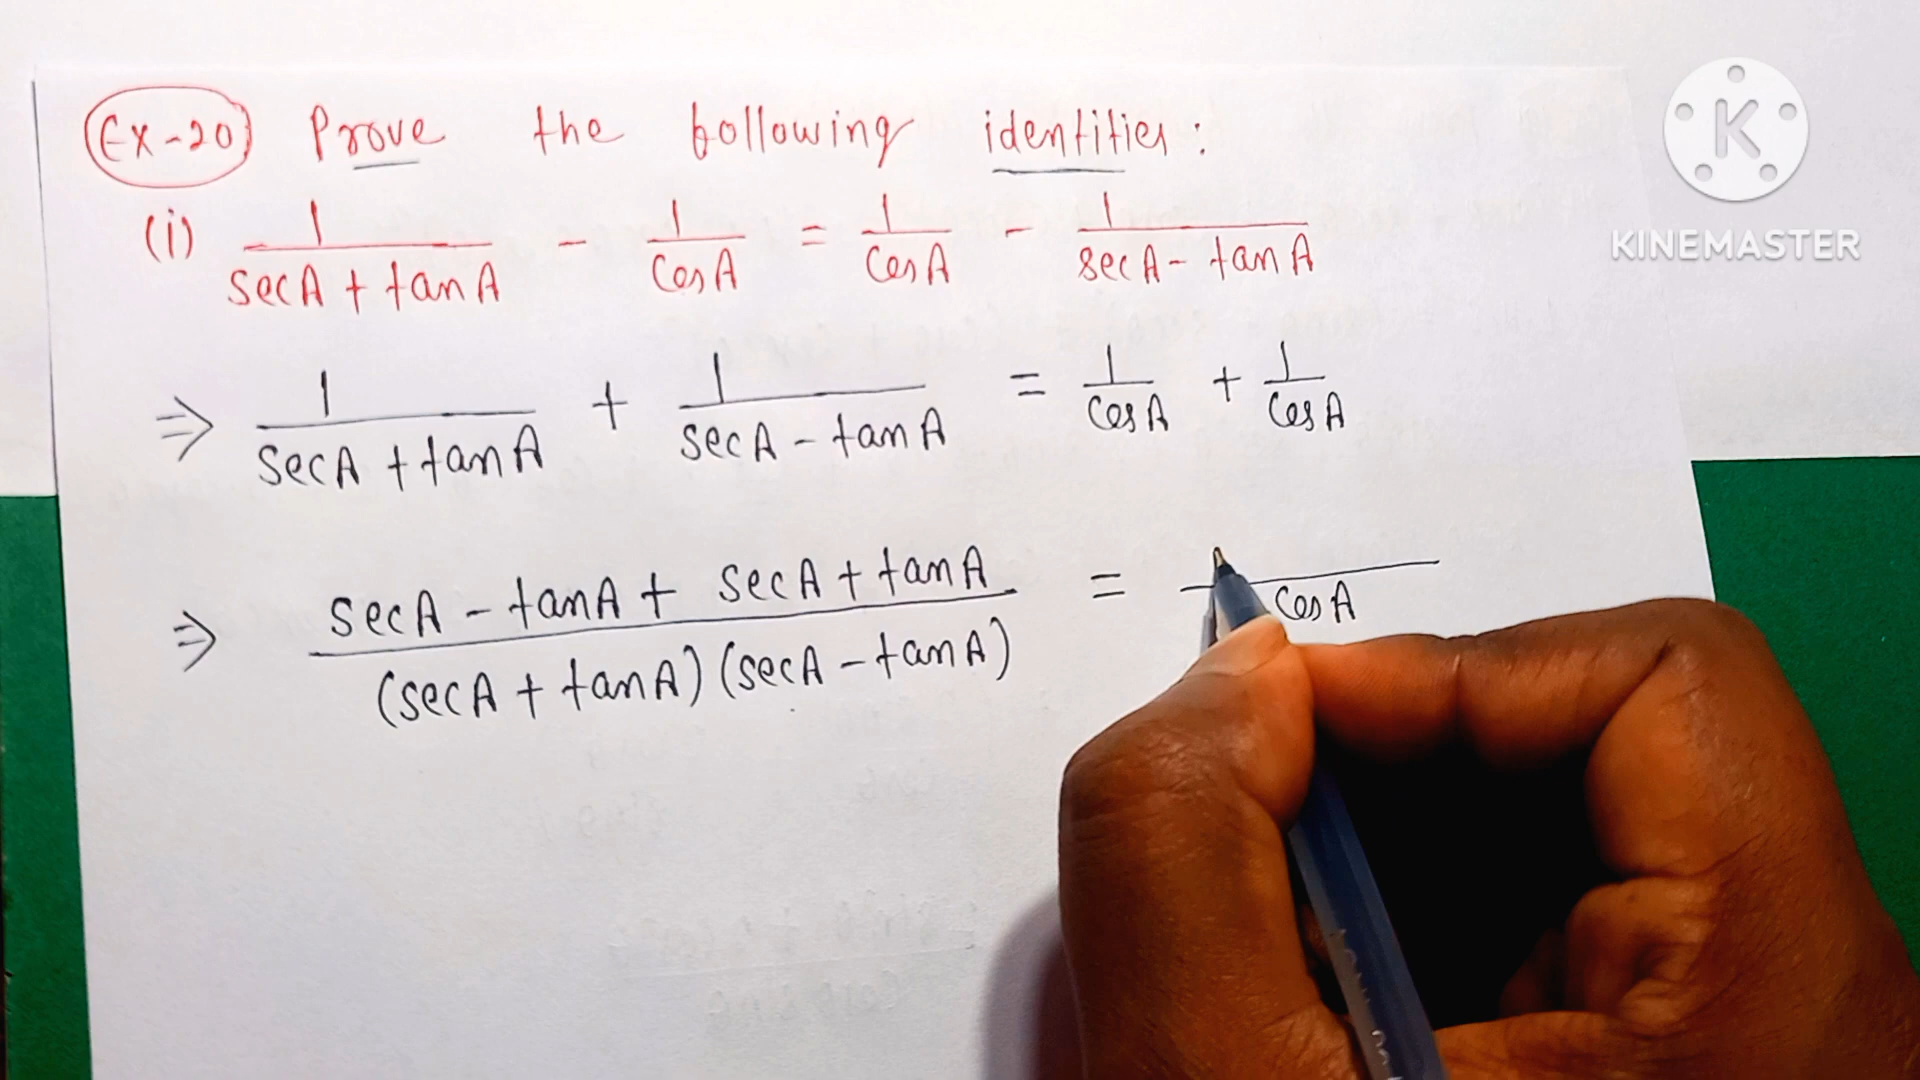 Ex-20 Prove the following identities:
(i) 1/(secA + tanA) - 1/cosA = 1/cosA - 1/(secA - tanA)
⇒ 1/(secA + tanA) + 1/(secA - tanA) = 1/cosA + 1/cosA
⇒ (secA - tanA + secA + tanA)/((secA + tanA)(secA - tanA)) = /cosA
K
KINEMASTER